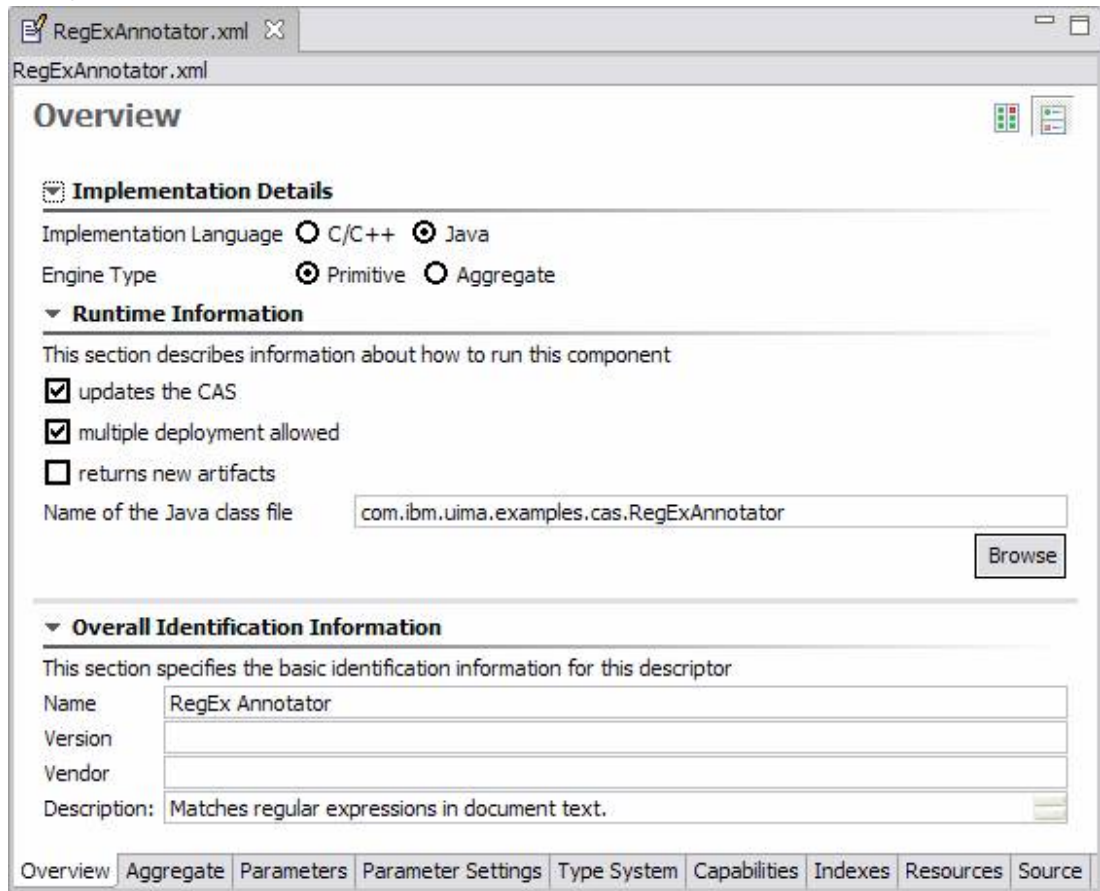 RegExAnnotator.xml
RegExAnnotator.xml
Overview
Implementation Details
Implementation Language C/C++ Java
Engine Type Primitive Aggregate
Runtime Information
This section describes information about how to run this component
updates the CAS
multiple deployment allowed
returns new artifacts
Name of the Java class file com.ibm.uima.examples.cas.RegExAnnotator
Browse
Overall Identification Information
This section specifies the basic identification information for this descriptor
Name RegEx Annotator
Version
Vendor
Description: Matches regular expressions in document text.
Overview Aggregate Parameters Parameter Settings Type System Capabilities Indexes Resources Source